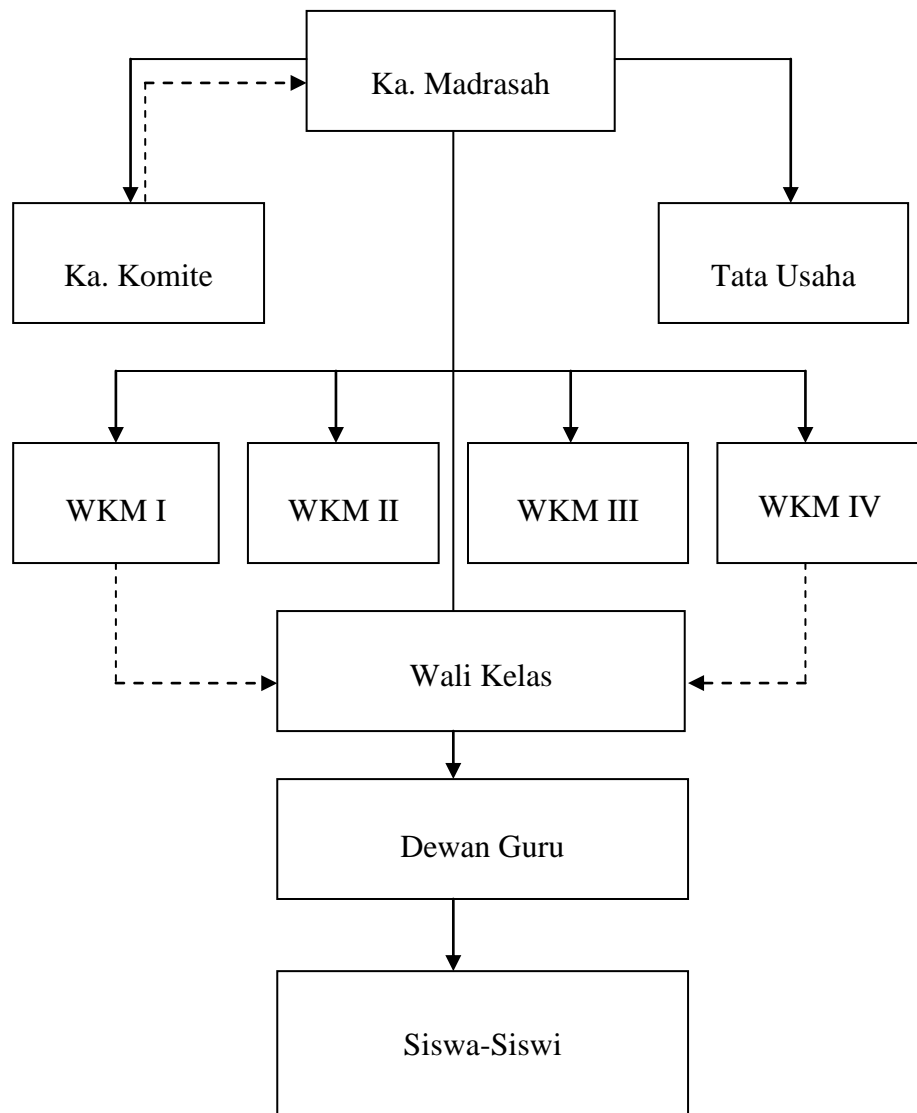 Ka. Madrasah
Ka. Komite
Tata Usaha
WKM I
WKM II
WKM III
WKM IV
Wali Kelas
Dewan Guru
Siswa-Siswi